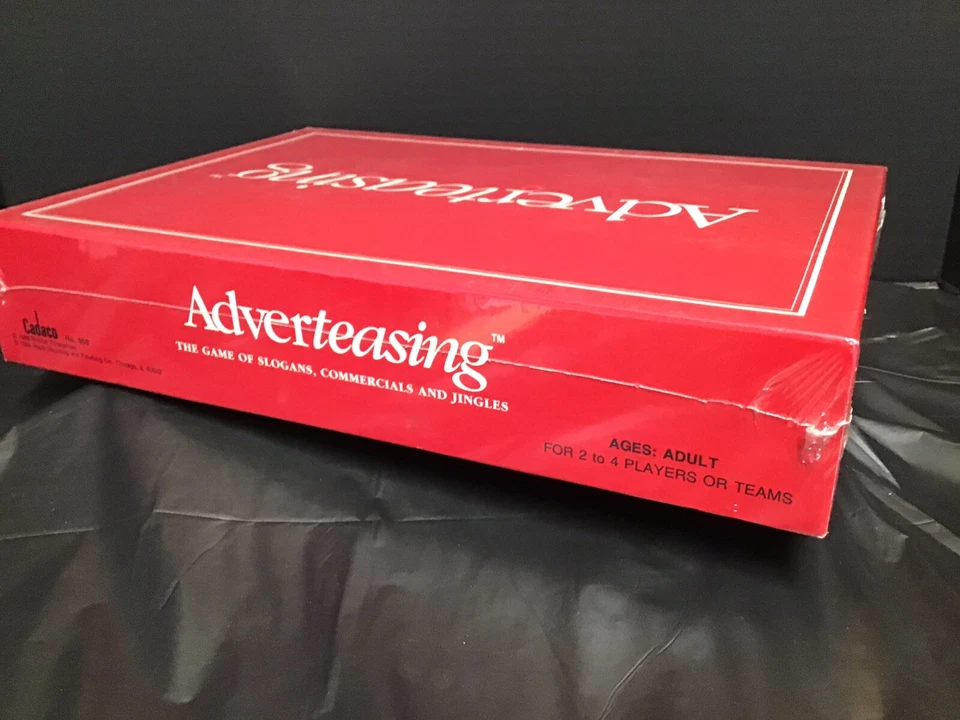 Adverteasing
Adverteasing™
THE GAME OF SLOGANS, COMMERCIALS AND JINGLES
Cadaco
AGES: ADULT
FOR 2 to 4 PLAYERS OR TEAMS